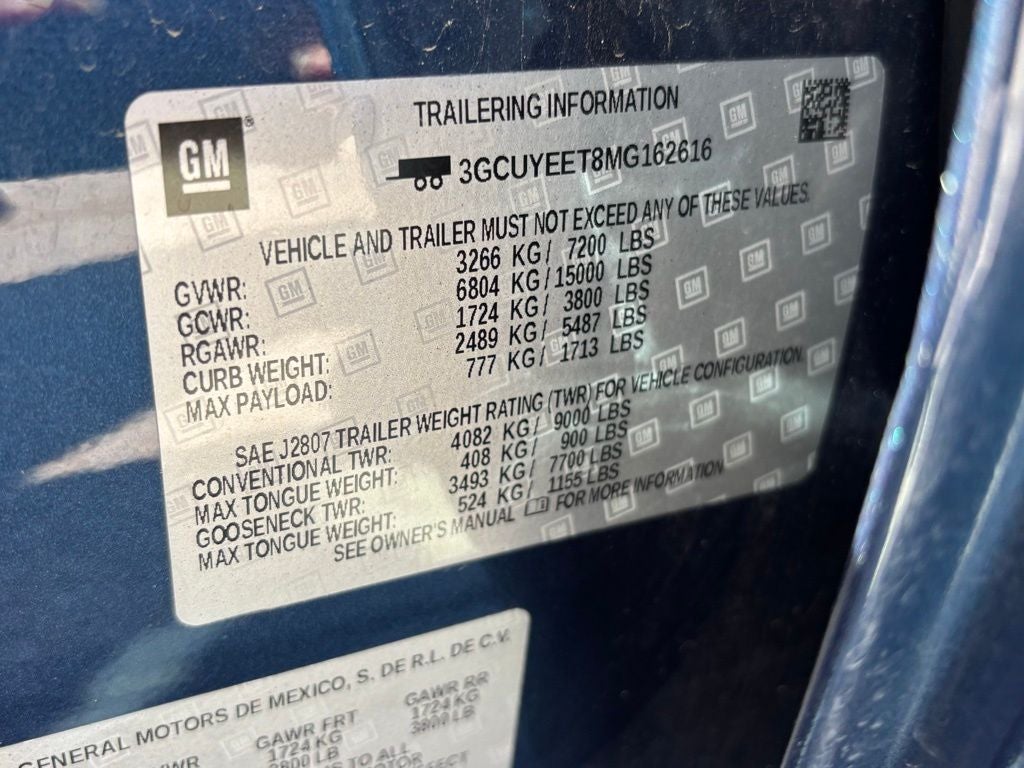 GM ®
TRAILERING INFORMATION
3GCUYEET8MG162616
VEHICLE AND TRAILER MUST NOT EXCEED ANY OF THESE VALUES.
GVWR: 3266 KG/ 7200 LBS
GCWR: 6804 KG/ 15000 LBS
RGAWR: 1724 KG/ 3800 LBS
CURB WEIGHT: 2489 KG/ 5487 LBS
MAX PAYLOAD: 777 KG/ 1713 LBS
SAE J2807 TRAILER WEIGHT RATING (TWR) FOR VEHICLE CONFIGURATION.
CONVENTIONAL TWR: 4082 KG/ 9000 LBS
MAX TONGUE WEIGHT: 408 KG/ 900 LBS
GOOSENECK TWR: 3493 KG/ 7700 LBS
MAX TONGUE WEIGHT: 524 KG/ 1155 LBS
SEE OWNER'S MANUAL FOR MORE INFORMATION
GENERAL MOTORS DE MEXICO, S. DE R.L. DE C.V.
GAWR FRT GAWR RR
1724 KG 1724 KG
3800 LB 3800 LB
TO ALL